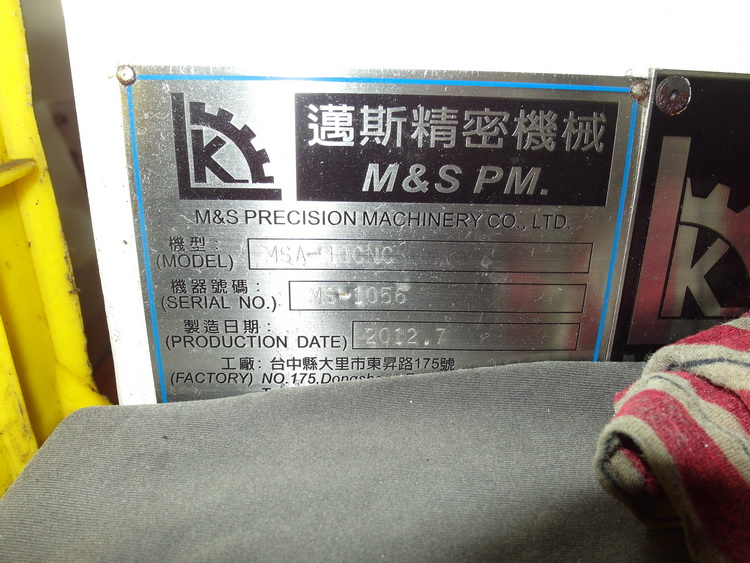 邁斯精密機械
M&S PM.
M&S PRECISION MACHINERY CO., LTD.
機型:
(MODEL) CNC
機器號碼:
(SERIAL NO.) MS-1056
製造日期:
(PRODUCTION DATE) 2012.7
工廠: 台中縣大里市東昇路175號
(FACTORY) NO.175,
K
K